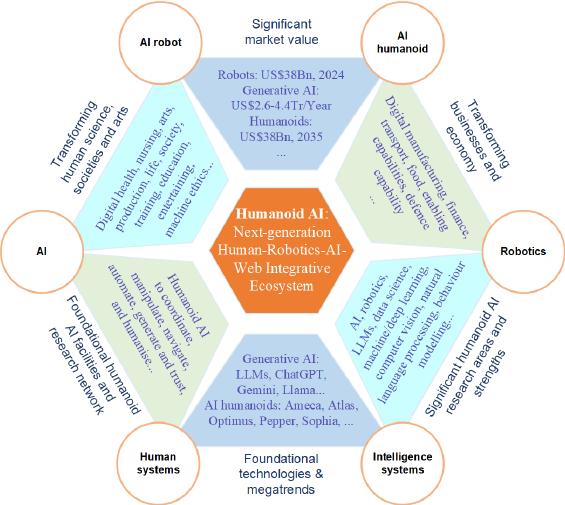 AI robot
Significant
market value
AI
humanoid
Robots: US$38Bn, 2024
Generative AI:
US$2.6-4.4Tr/Year
Humanoids:
US$38Bn, 2035
...
Transforming
human science,
societies and arts
Digital health, nursing, arts,
production, life, society,
training, education,
entertaining,
machine ethics...
Digital manufacturing, finance,
transport, food, enabling
capabilities, defence
capability
...
Transforming
businesses and
economy
AI
Humanoid AI:
Next-generation
Human-Robotics-AI-
Web Integrative
Ecosystem
Robotics
Foundational humanoid
AI facilities and
research network
Humanoid AI
to coordinate,
manipulate, navigate,
automate, generate and trust,
and humanise...
AI, robotics,
LLMs, data science,
machine/deep learning,
computer vision, natural
language processing, behaviour
modelling...
Significant humanoid AI
research areas and
strengths
Generative AI:
LLMs, ChatGPT,
Gemini, Llama...
AI humanoids: Ameca, Atlas,
Optimus, Pepper, Sophia, ...
Human
systems
Foundational
technologies &
megatrends
Intelligence
systems